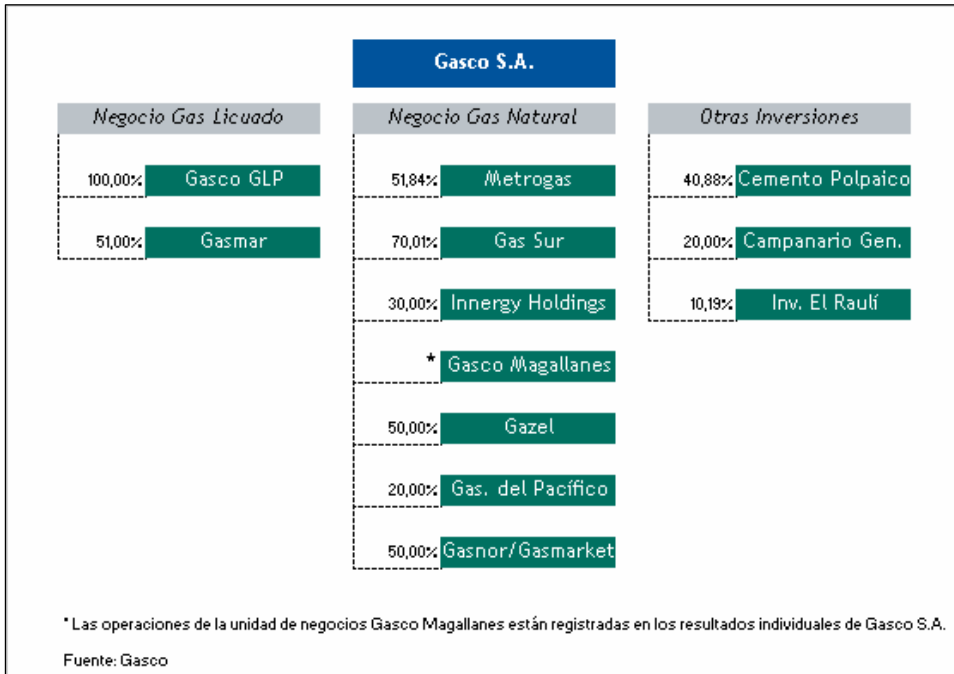 Gasco S.A.
Negocio Gas Licuado
100,00% Gasco GLP
51,00% Gasmar
Negocio Gas Natural
51,84% Metrogas
70,01% Gas Sur
30,00% Innergy Holdings
* Gasco Magallanes
50,00% Gazel
20,00% Gas. del Pacífico
50,00% Gasnor/Gasmarket
Otras Inversiones
40,88% Cemento Polpaico
20,00% Campanario Gen.
10,19% Inv. El Raulí
* Las operaciones de la unidad de negocios Gasco Magallanes están registradas en los resultados individuales de Gasco S.A.
Fuente: Gasco